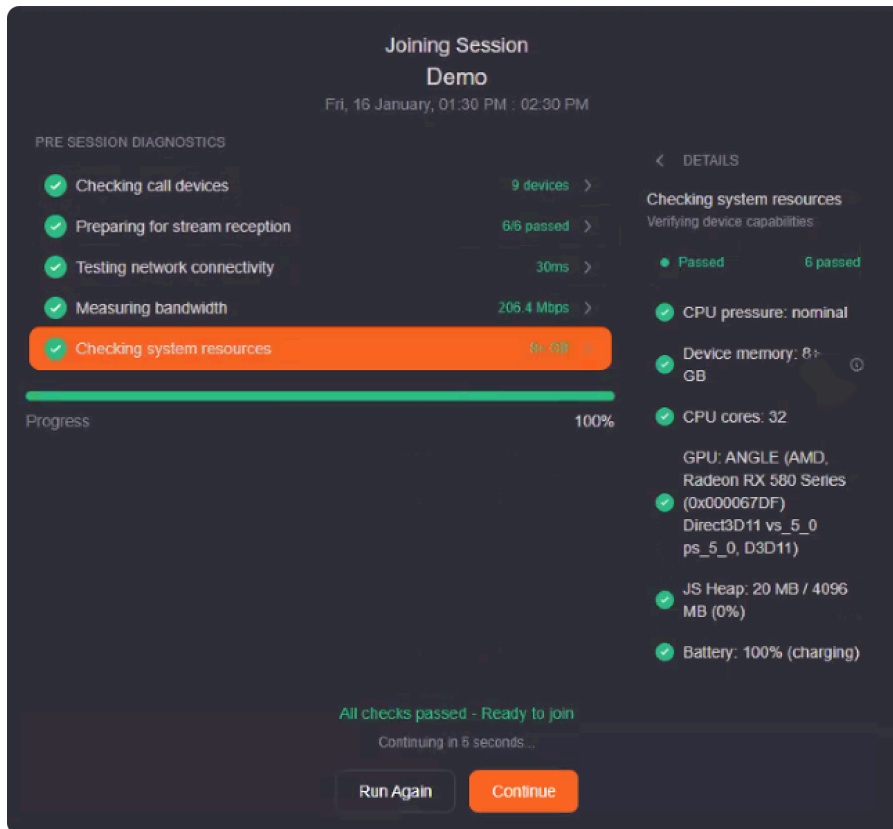 Joining Session
Demo
Fri, 16 January, 01:30 PM : 02:30 PM
PRE SESSION DIAGNOSTICS
Checking call devices
9 devices
Preparing for stream reception
6/6 passed
Testing network connectivity
30ms
Measuring bandwidth
206.4 Mbps
Checking system resources
8+ GB
Progress
100%
DETAILS
Checking system resources
Verifying device capabilities
Passed
6 passed
CPU pressure: nominal
Device memory: 8+
GB
CPU cores: 32
GPU: ANGLE (AMD,
Radeon RX 580 Series
(0x000067DF)
Direct3D11 vs_5_0
ps_5_0, D3D11)
JS Heap: 20 MB / 4096
MB (0%)
Battery: 100% (charging)
All checks passed - Ready to join
Continuing in 5 seconds...
Run Again
Continue